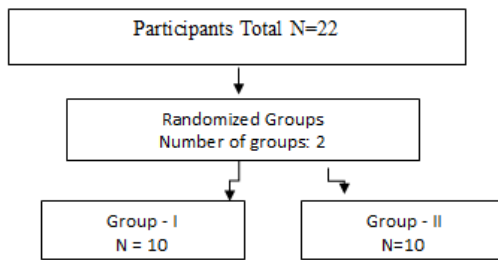 Participants Total N=22
Randomized Groups
Number of groups: 2
Group - I
N = 10
Group - II
N=10